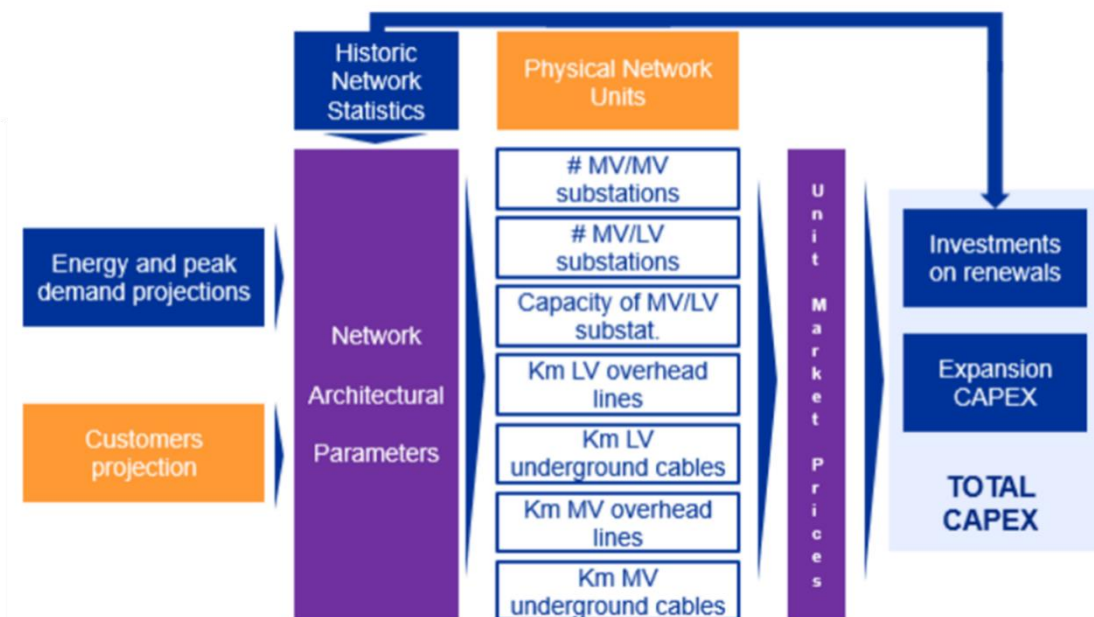 Historic
Network
Statistics
Physical Network
Units
Energy and peak
demand projections
Customers
projection
Network
Architectural
Parameters
# MV/MV
substations
# MV/LV
substations
Capacity of MV/LV
substat.
Km LV overhead
lines
Km LV
underground cables
Km MV overhead
lines
Km MV
underground cables
Unit Market Prices
Investments
on renewals
Expansion
CAPEX
TOTAL
CAPEX